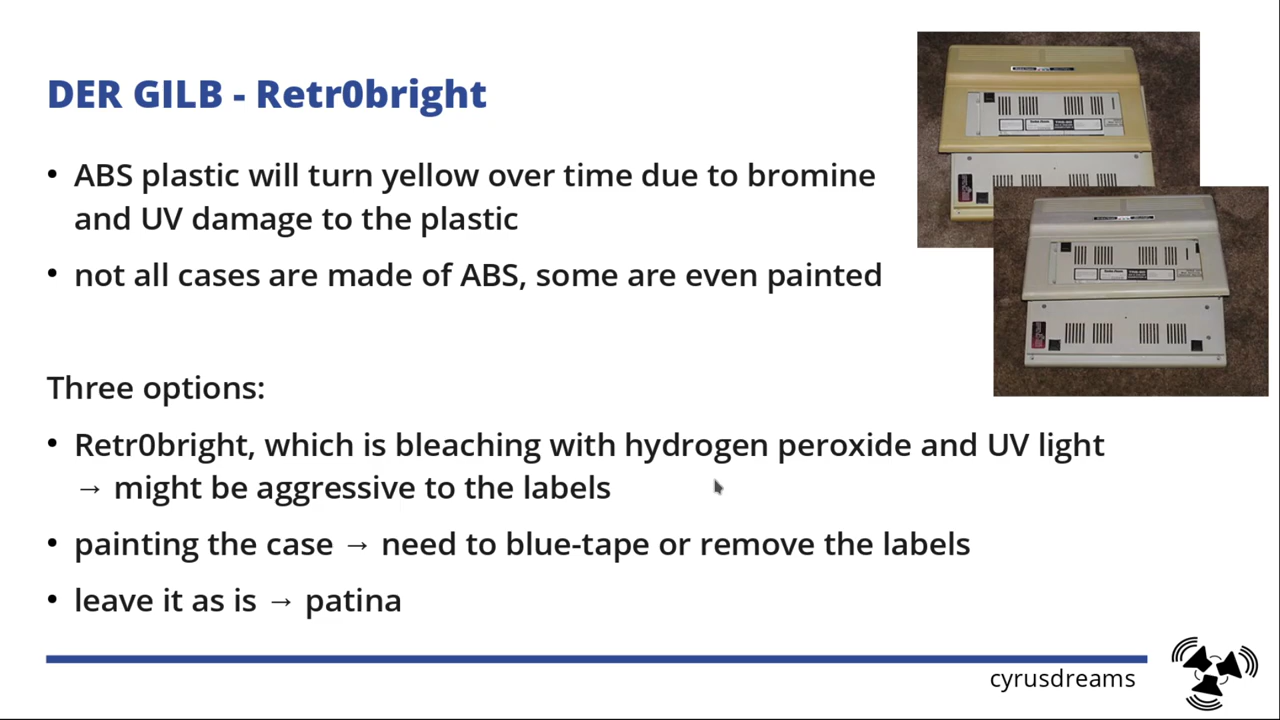 DER GILB - Retr0bright
• ABS plastic will turn yellow over time due to bromine
and UV damage to the plastic
• not all cases are made of ABS, some are even painted
Three options:
• Retr0bright, which is bleaching with hydrogen peroxide and UV light
→ might be aggressive to the labels
• painting the case → need to blue-tape or remove the labels
• leave it as is → patina
cyrusdreams